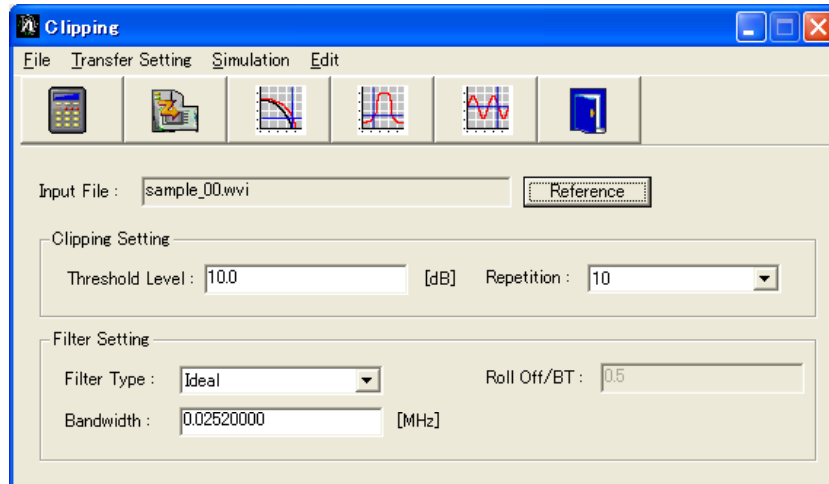 Clipping
File Transfer Setting Simulation Edit
Input File : sample_00.wvi Reference
Clipping Setting
Threshold Level : 10.0 [dB] Repetition : 10
Filter Setting
Filter Type : Ideal Roll Off/BT : 0.5
Bandwidth : 0.02520000 [MHz]